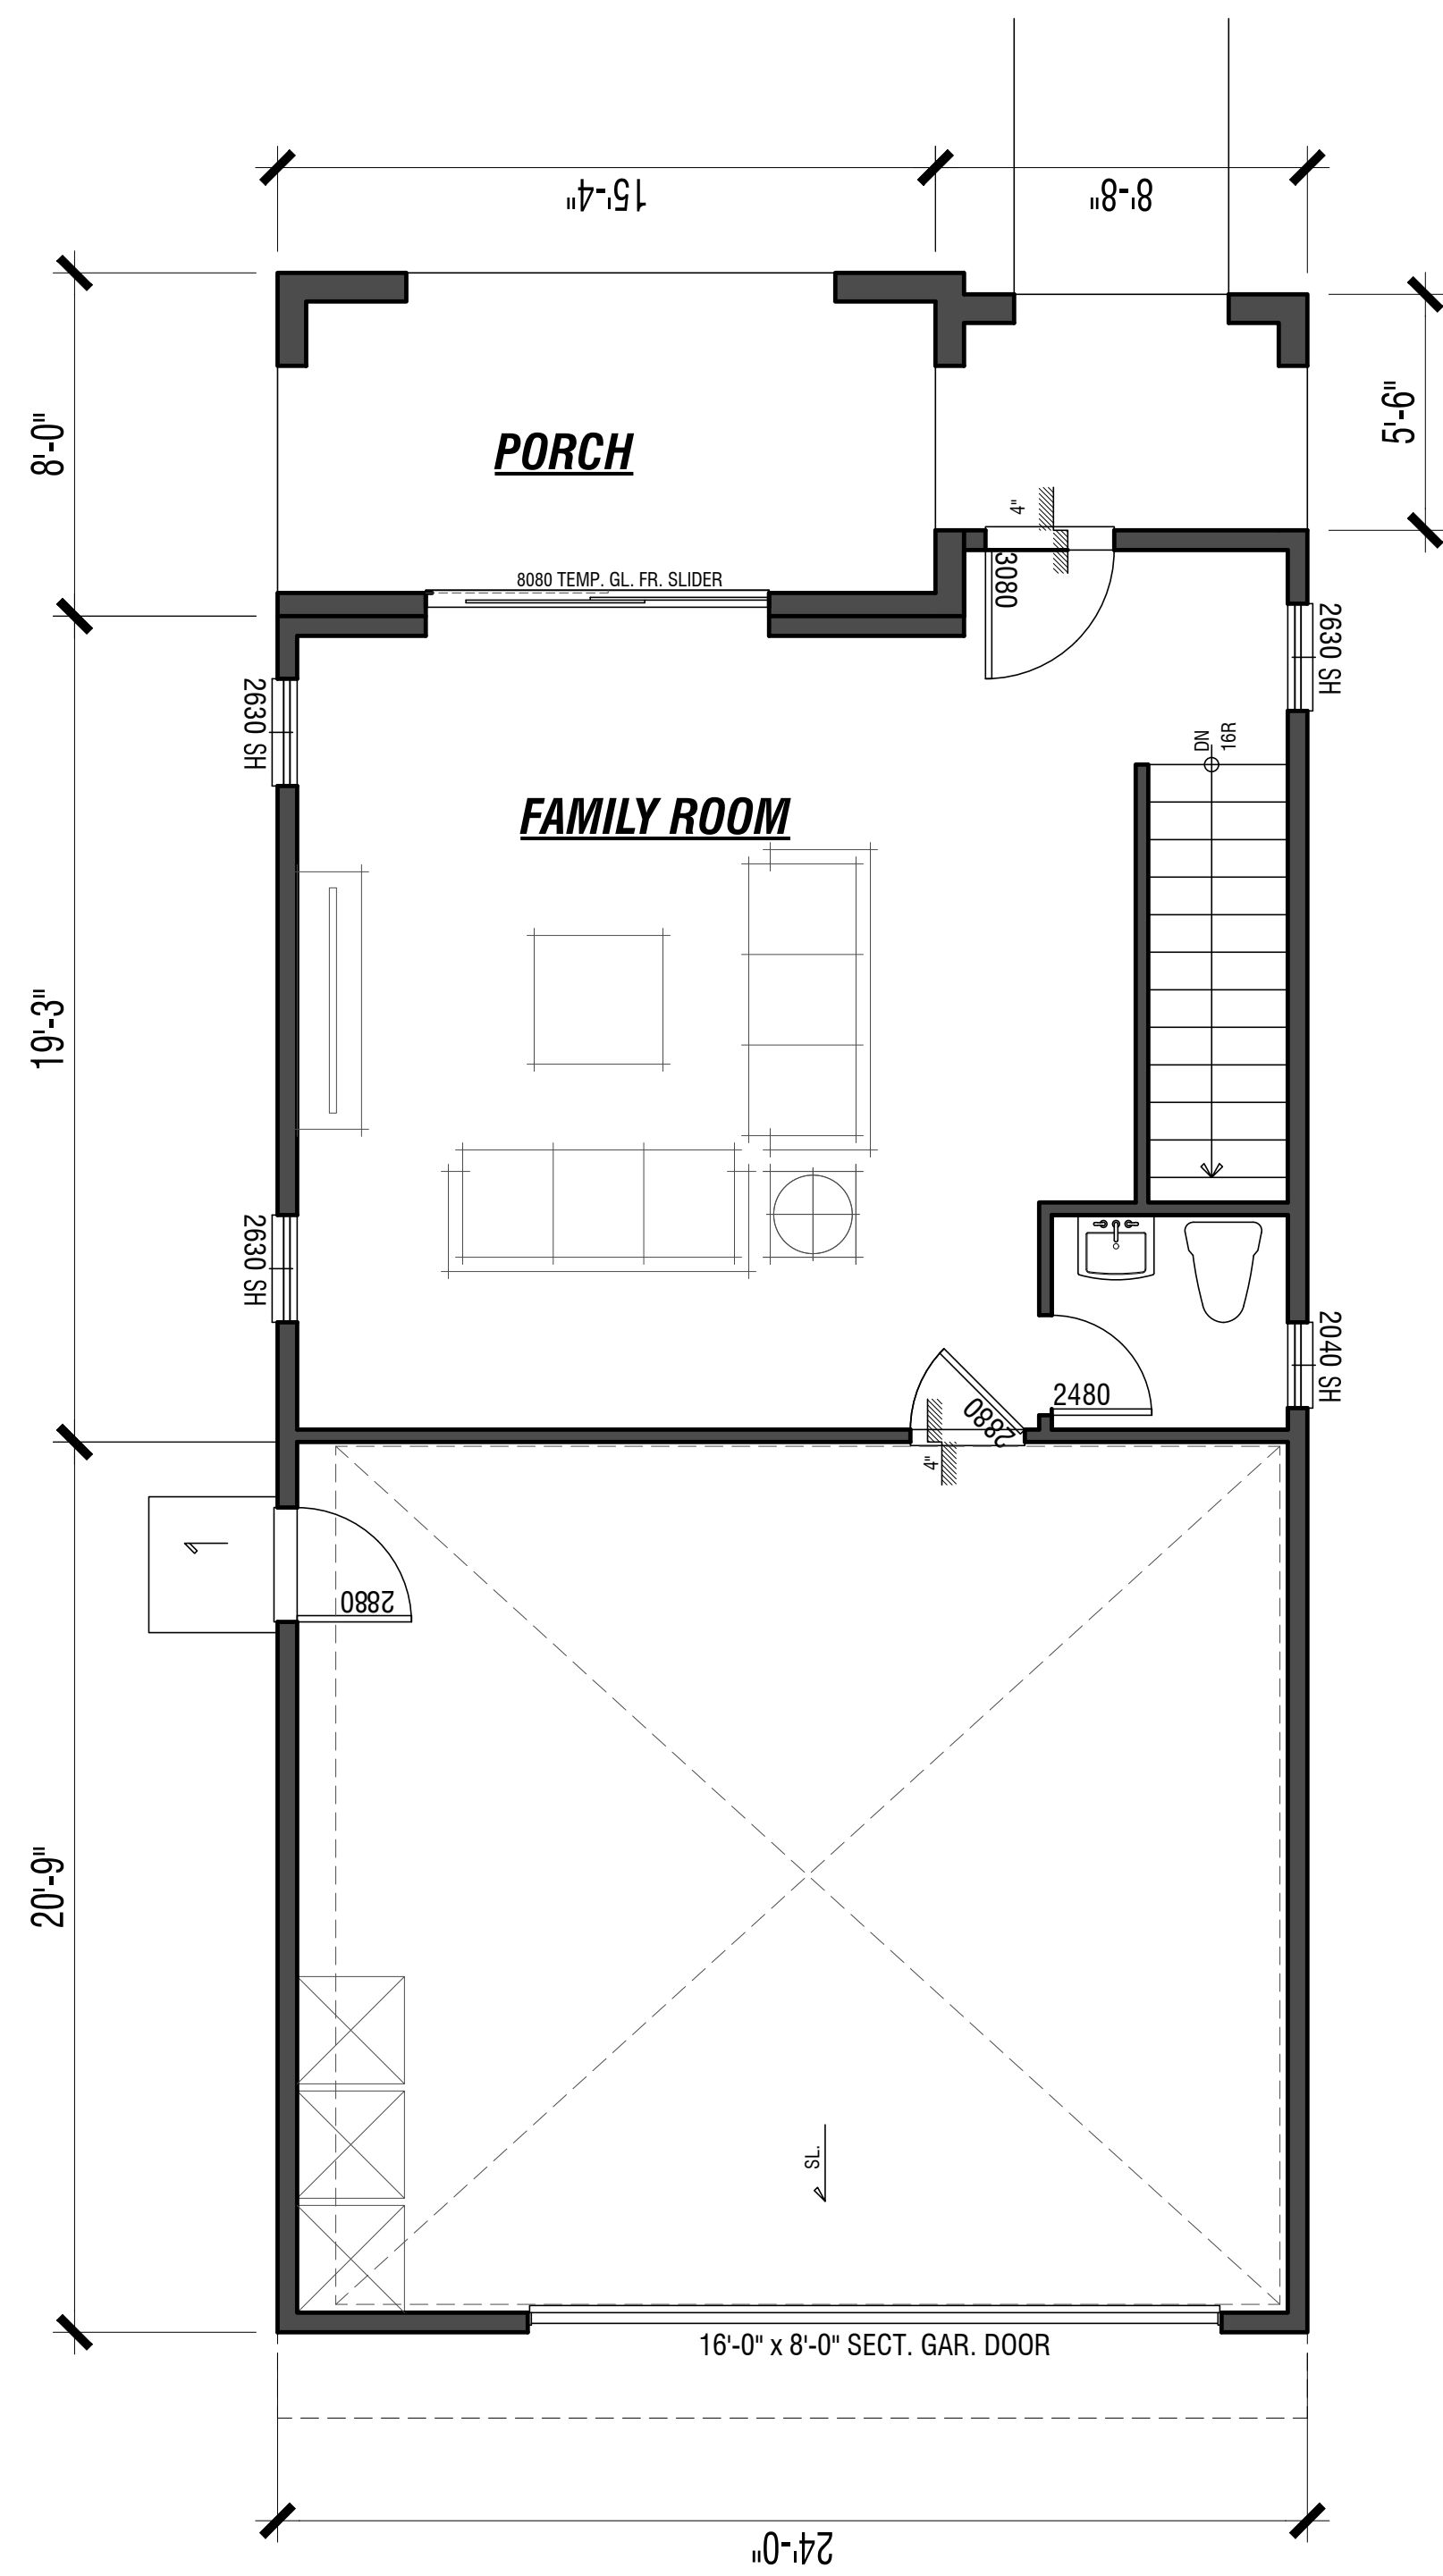 15'-4"
8'-8"
8'-0"
5'-9"
PORCH
4"
8080 TEMP. GL. FR. SLIDER
3080
2630 SH
2630 SH
DN
16R
FAMILY ROOM
19'-3"
2630 SH
2040 SH
2480
2880
4"
1
2880
20'-9"
SL.
16'-0" x 8'-0" SECT. GAR. DOOR
24'-0"